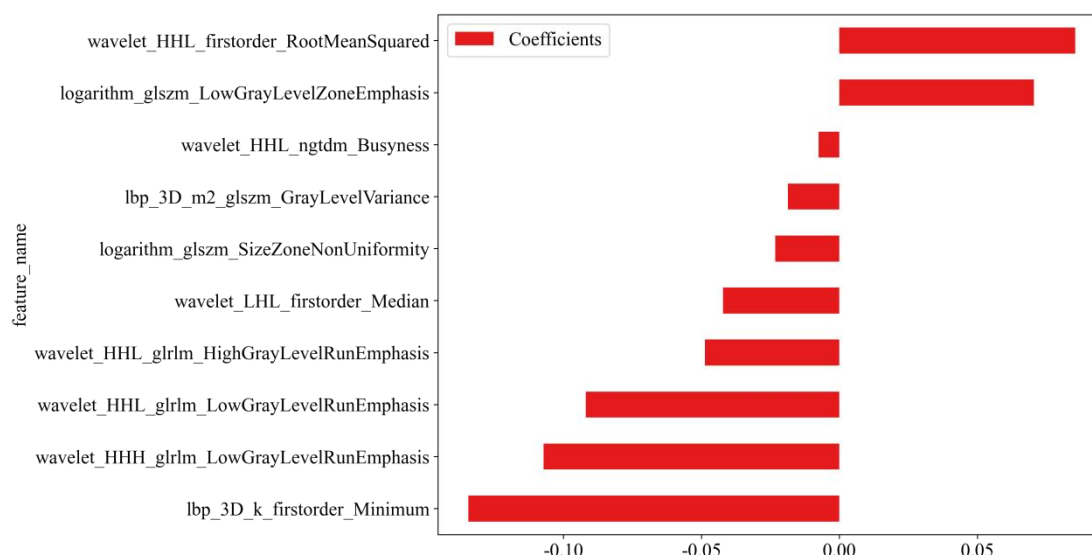 wavelet_HHL_firstorder_RootMeanSquared
Coefficients
logarithm_glszm_LowGrayLevelZoneEmphasis
wavelet_HHL_ngtdm_Busyness
lbp_3D_m2_glszm_GrayLevelVariance
logarithm_glszm_SizeZoneNonUniformity
feature_name
wavelet_LHL_firstorder_Median
wavelet_HHL_glrlm_HighGrayLevelRunEmphasis
wavelet_HHL_glrlm_LowGrayLevelRunEmphasis
wavelet_HHH_glrlm_LowGrayLevelRunEmphasis
lbp_3D_k_firstorder_Minimum
-0.10 -0.05 0.00 0.05